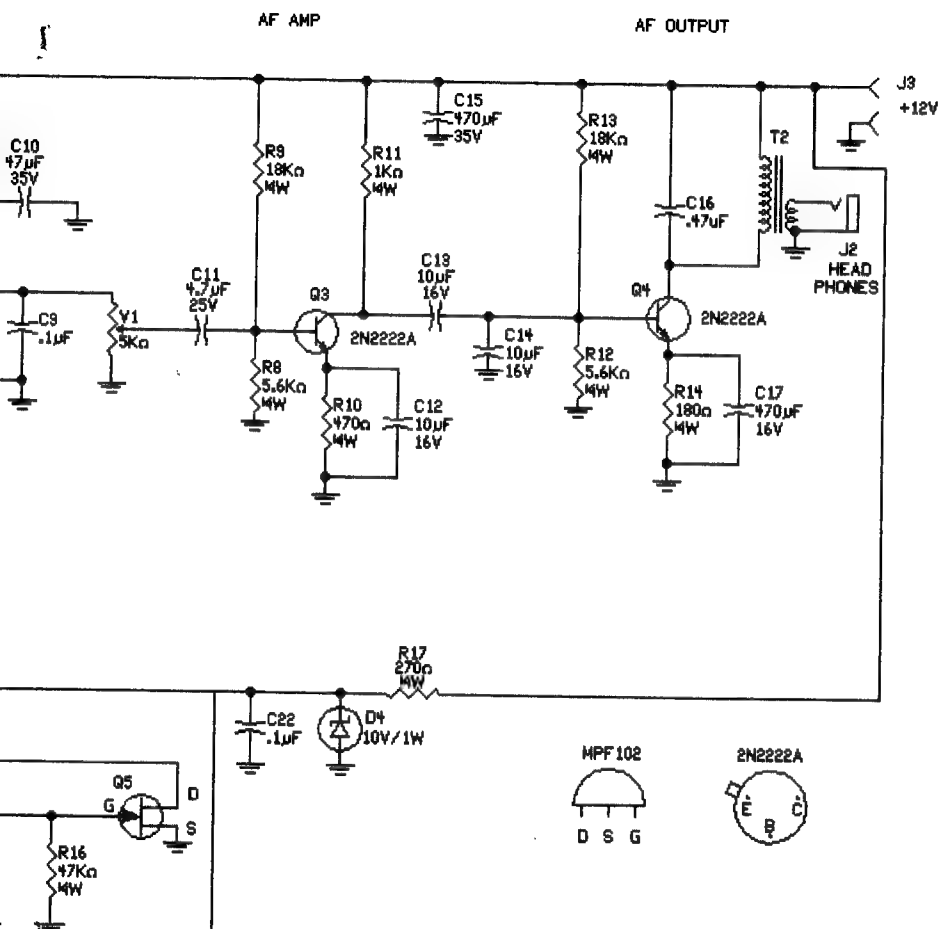 AF AMP
AF OUTPUT
J3
+12V
C15
470µF
35V
C10
47µF
35V
R9
18KΩ
¼W
R11
1KΩ
¼W
R13
18KΩ
¼W
T2
C16
.47uF
J2
HEAD
PHONES
C11
4.7µF
25V
Q3
2N2222A
C13
10µF
16V
Q4
2N2222A
C9
.1µF
V1
5KΩ
C14
10µF
16V
R8
5.6KΩ
¼W
R12
5.6KΩ
¼W
R10
470Ω
¼W
C12
10µF
16V
R14
180Ω
¼W
C17
470µF
16V
R17
270Ω
¼W
C22
.1µF
D4
10V/1W
MPF102
D S G
2N2222A
E
C
B
Q5
G
D
S
R16
47KΩ
¼W